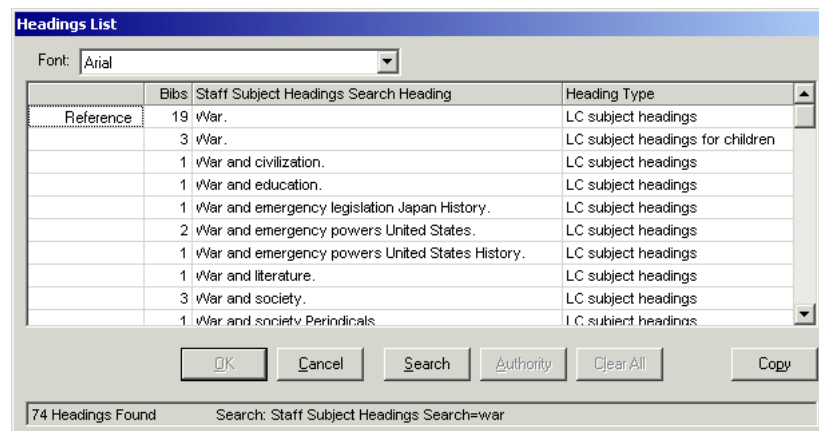 Headings List
Font: Arial
Bibs Staff Subject Headings Search Heading Heading Type
Reference 19 War. LC subject headings
3 War. LC subject headings for children
1 War and civilization. LC subject headings
1 War and education. LC subject headings
1 War and emergency legislation Japan History. LC subject headings
2 War and emergency powers United States. LC subject headings
1 War and emergency powers United States History. LC subject headings
1 War and literature. LC subject headings
3 War and society. LC subject headings
1 War and society Periodicals LC subject headings
OK Cancel Search Authority Clear All Copy
74 Headings Found Search: Staff Subject Headings Search=war